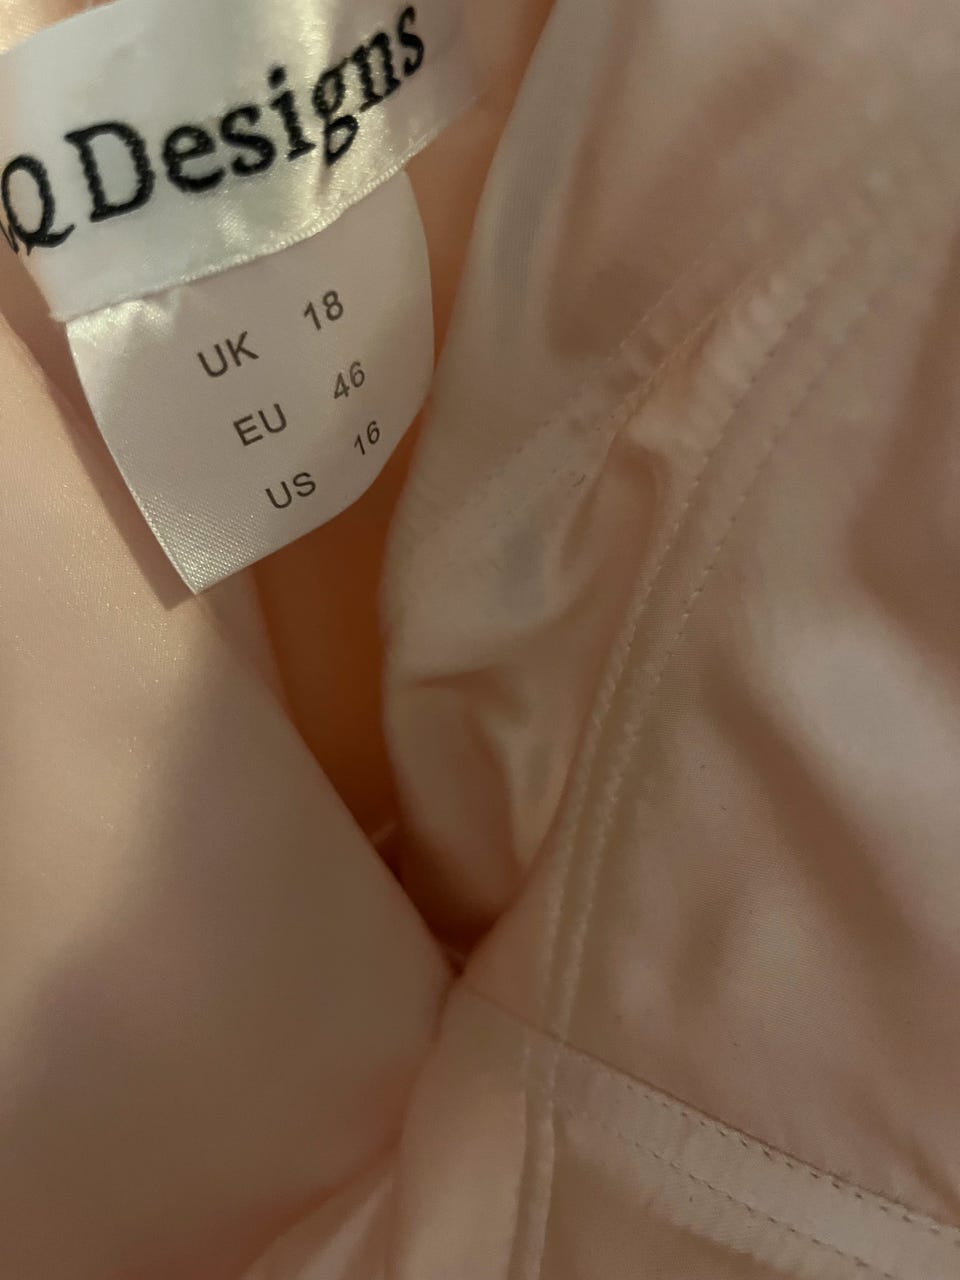 Q Designs
UK 18
EU 46
US 16